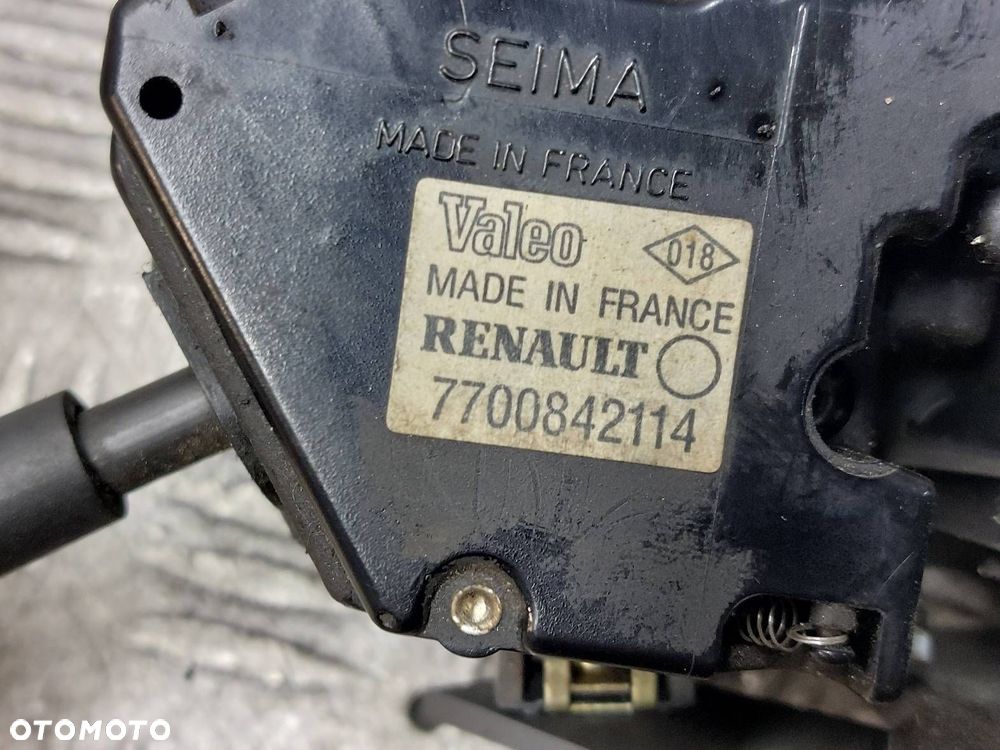 SEIMA
MADE IN FRANCE
Valeo
018
MADE IN FRANCE
RENAULT
7700842114
OTOMOTO